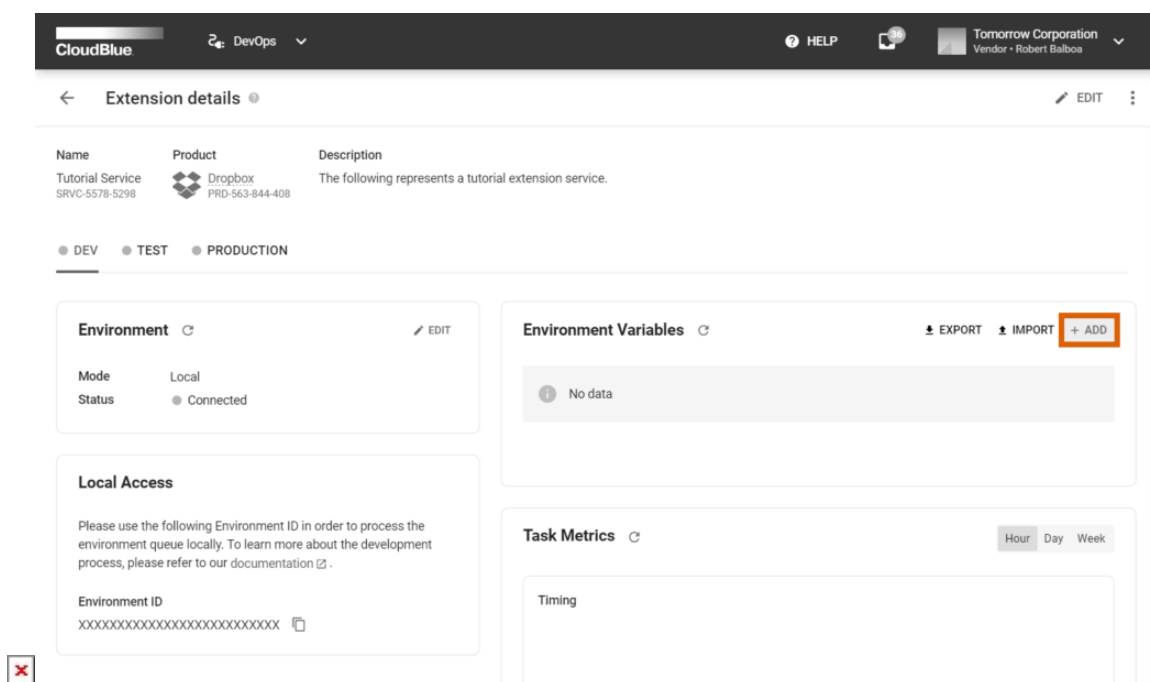 CloudBlue
DevOps
HELP
36
Tomorrow Corporation
Vendor • Robert Balboa
Extension details
EDIT
Name
Product
Description
Tutorial Service
SRVC-5578-5298
Dropbox
PRD-563-844-408
The following represents a tutorial extension service.
DEV
TEST
PRODUCTION
Environment
EDIT
Mode
Local
Status
Connected
Environment Variables
EXPORT
IMPORT
+ ADD
No data
Local Access
Please use the following Environment ID in order to process the
environment queue locally. To learn more about the development
process, please refer to our documentation.
Environment ID
XXXXXXXXXXXXXXXXXXXXXXXXXX
Task Metrics
Hour
Day
Week
Timing